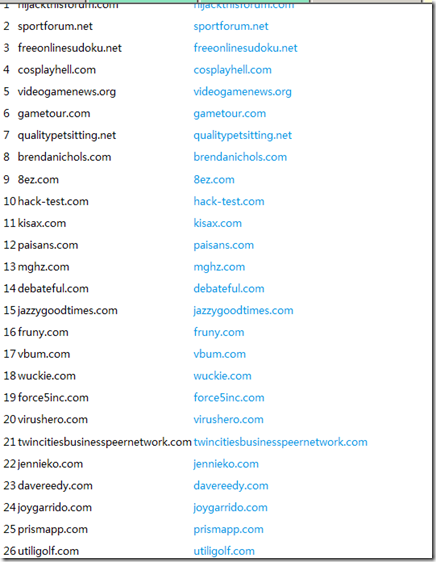 1 hijackthisforum.com hijackthisforum.com
2 sportforum.net sportforum.net
3 freeonlinesudoku.net freeonlinesudoku.net
4 cosplayhell.com cosplayhell.com
5 videogamenews.org videogamenews.org
6 gametour.com gametour.com
7 qualitypetsitting.net qualitypetsitting.net
8 brendanichols.com brendanichols.com
9 8ez.com 8ez.com
10 hack-test.com hack-test.com
11 kisax.com kisax.com
12 paisans.com paisans.com
13 mghz.com mghz.com
14 debateful.com debateful.com
15 jazzygoodtimes.com jazzygoodtimes.com
16 fruny.com fruny.com
17 vbum.com vbum.com
18 wuckie.com wuckie.com
19 force5inc.com force5inc.com
20 virushero.com virushero.com
21 twincitiesbusinesspeernetwork.com twincitiesbusinesspeernetwork.com
22 jennieko.com jennieko.com
23 davereedy.com davereedy.com
24 joygarrido.com joygarrido.com
25 prismapp.com prismapp.com
26 utiligolf.com utiligolf.com